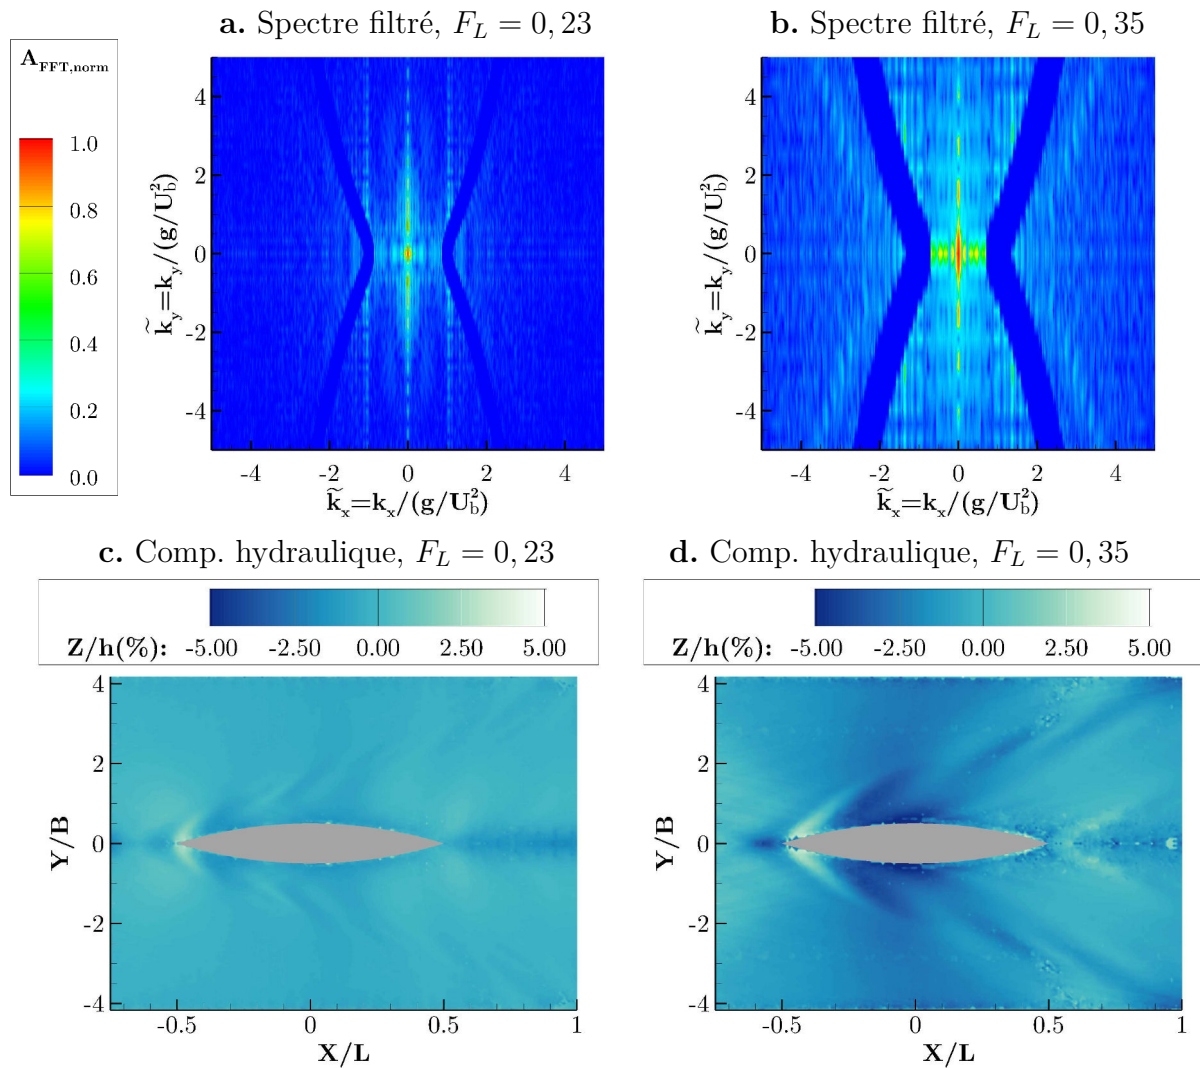 a. Spectre filtré, F_L = 0, 23
b. Spectre filtré, F_L = 0, 35
A_FFT,norm
1.0
0.8
0.6
0.4
0.2
0.0
k̃_y=k_y/(g/U_b^2)
4
2
0
-2
-4
-4
-2
0
2
4
k̃_x=k_x/(g/U_b^2)
k̃_y=k_y/(g/U_b^2)
4
2
0
-2
-4
-4
-2
0
2
4
k̃_x=k_x/(g/U_b^2)
c. Comp. hydraulique, F_L = 0, 23
d. Comp. hydraulique, F_L = 0, 35
Z/h(%): -5.00 -2.50 0.00 2.50 5.00
Z/h(%): -5.00 -2.50 0.00 2.50 5.00
Y/B
4
2
0
-2
-4
-0.5
0
0.5
1
X/L
Y/B
4
2
0
-2
-4
-0.5
0
0.5
1
X/L